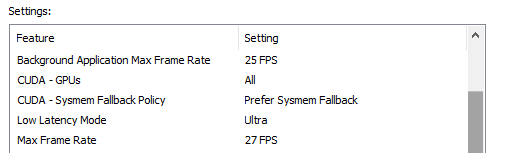 Settings:
Feature Setting
Background Application Max Frame Rate 25 FPS
CUDA - GPUs All
CUDA - Sysmem Fallback Policy Prefer Sysmem Fallback
Low Latency Mode Ultra
Max Frame Rate 27 FPS